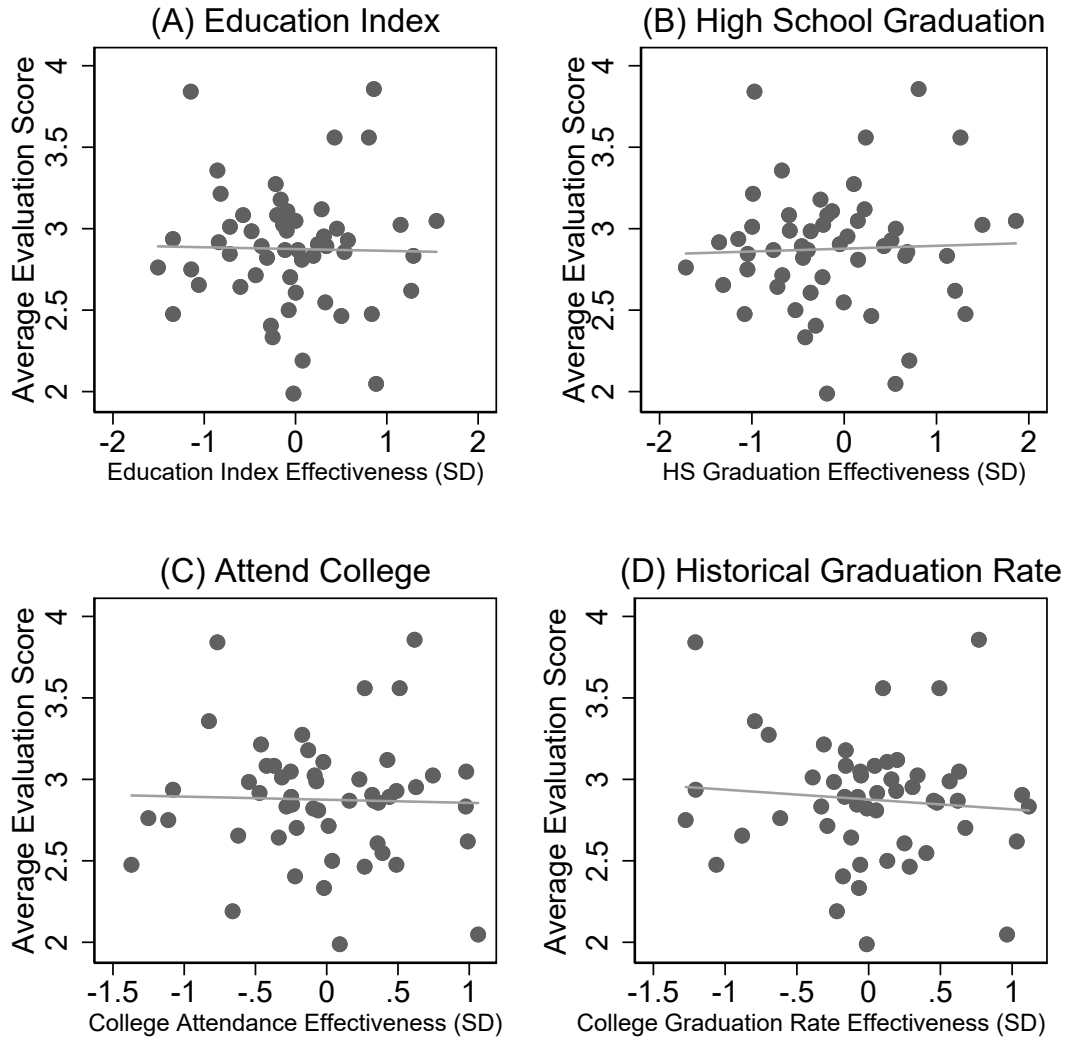 (A) Education Index
Average Evaluation Score
4
3.5
3
2.5
2
-2 -1 0 1 2
Education Index Effectiveness (SD)
(B) High School Graduation
Average Evaluation Score
4
3.5
3
2.5
2
-2 -1 0 1 2
HS Graduation Effectiveness (SD)
(C) Attend College
Average Evaluation Score
4
3.5
3
2.5
2
-1.5 -1 -.5 0 .5 1
College Attendance Effectiveness (SD)
(D) Historical Graduation Rate
Average Evaluation Score
4
3.5
3
2.5
2
-1.5 -1 -.5 0 .5 1
College Graduation Rate Effectiveness (SD)